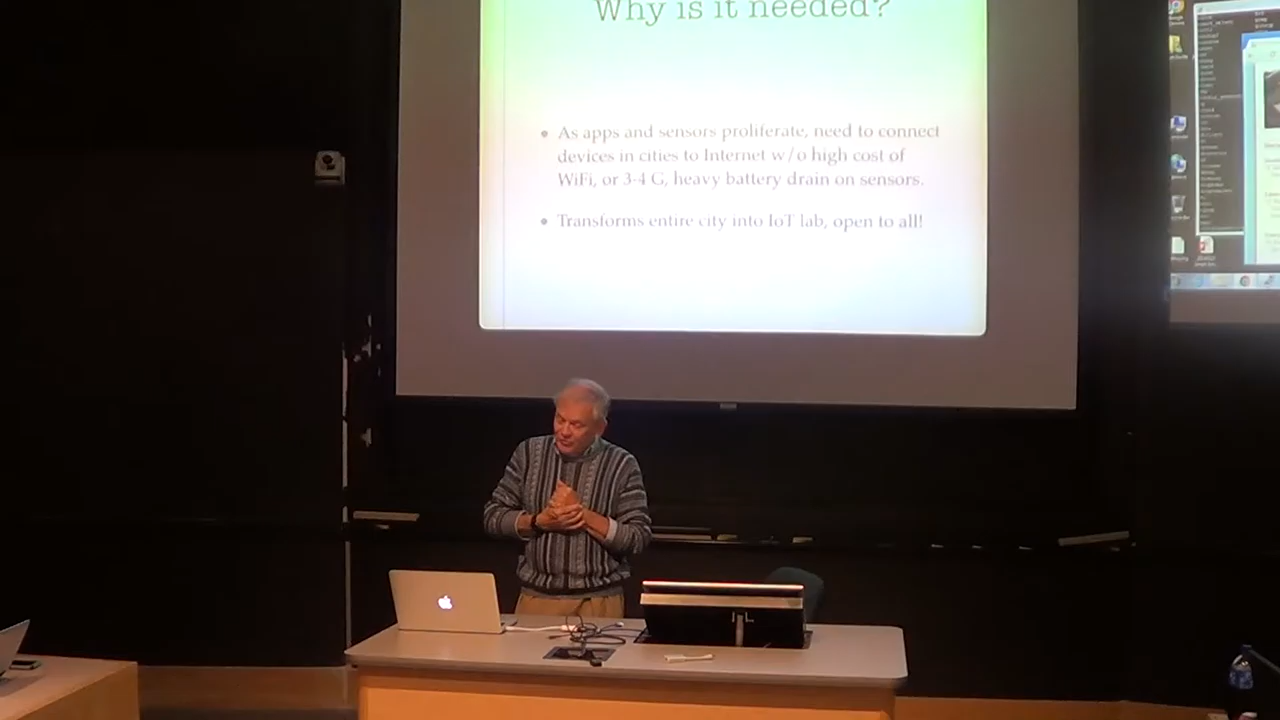 Why is it needed?
As apps and sensors proliferate, need to connect
devices in cities to Internet w/o high cost of
WiFi, or 3-4 G, heavy battery drain on sensors.
Transforms entire city into IoT lab, open to all!